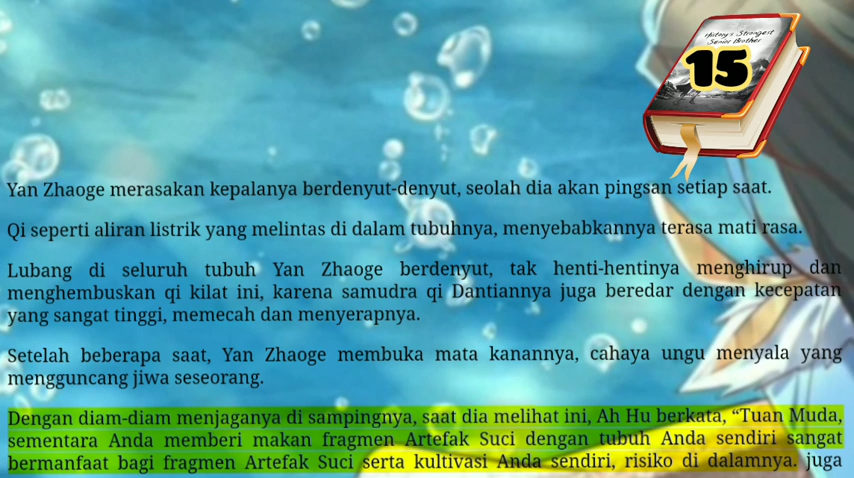 History's Strongest
Senior Brother
15
Yan Zhaoge merasakan kepalanya berdenyut-denyut, seolah dia akan pingsan setiap saat.
Qi seperti aliran listrik yang melintas di dalam tubuhnya, menyebabkannya terasa mati rasa.
Lubang di seluruh tubuh Yan Zhaoge berdenyut, tak henti-hentinya menghirup dan
menghembuskan qi kilat ini, karena samudra qi Dantiannya juga beredar dengan kecepatan
yang sangat tinggi, memecah dan menyerapnya.
Setelah beberapa saat, Yan Zhaoge membuka mata kanannya, cahaya ungu menyala yang
mengguncang jiwa seseorang.
Dengan diam-diam menjaganya di sampingnya, saat dia melihat ini, Ah Hu berkata, “Tuan Muda,
sementara Anda memberi makan fragmen Artefak Suci dengan tubuh Anda sendiri sangat
bermanfaat bagi fragmen Artefak Suci serta kultivasi Anda sendiri, risiko di dalamnya. juga